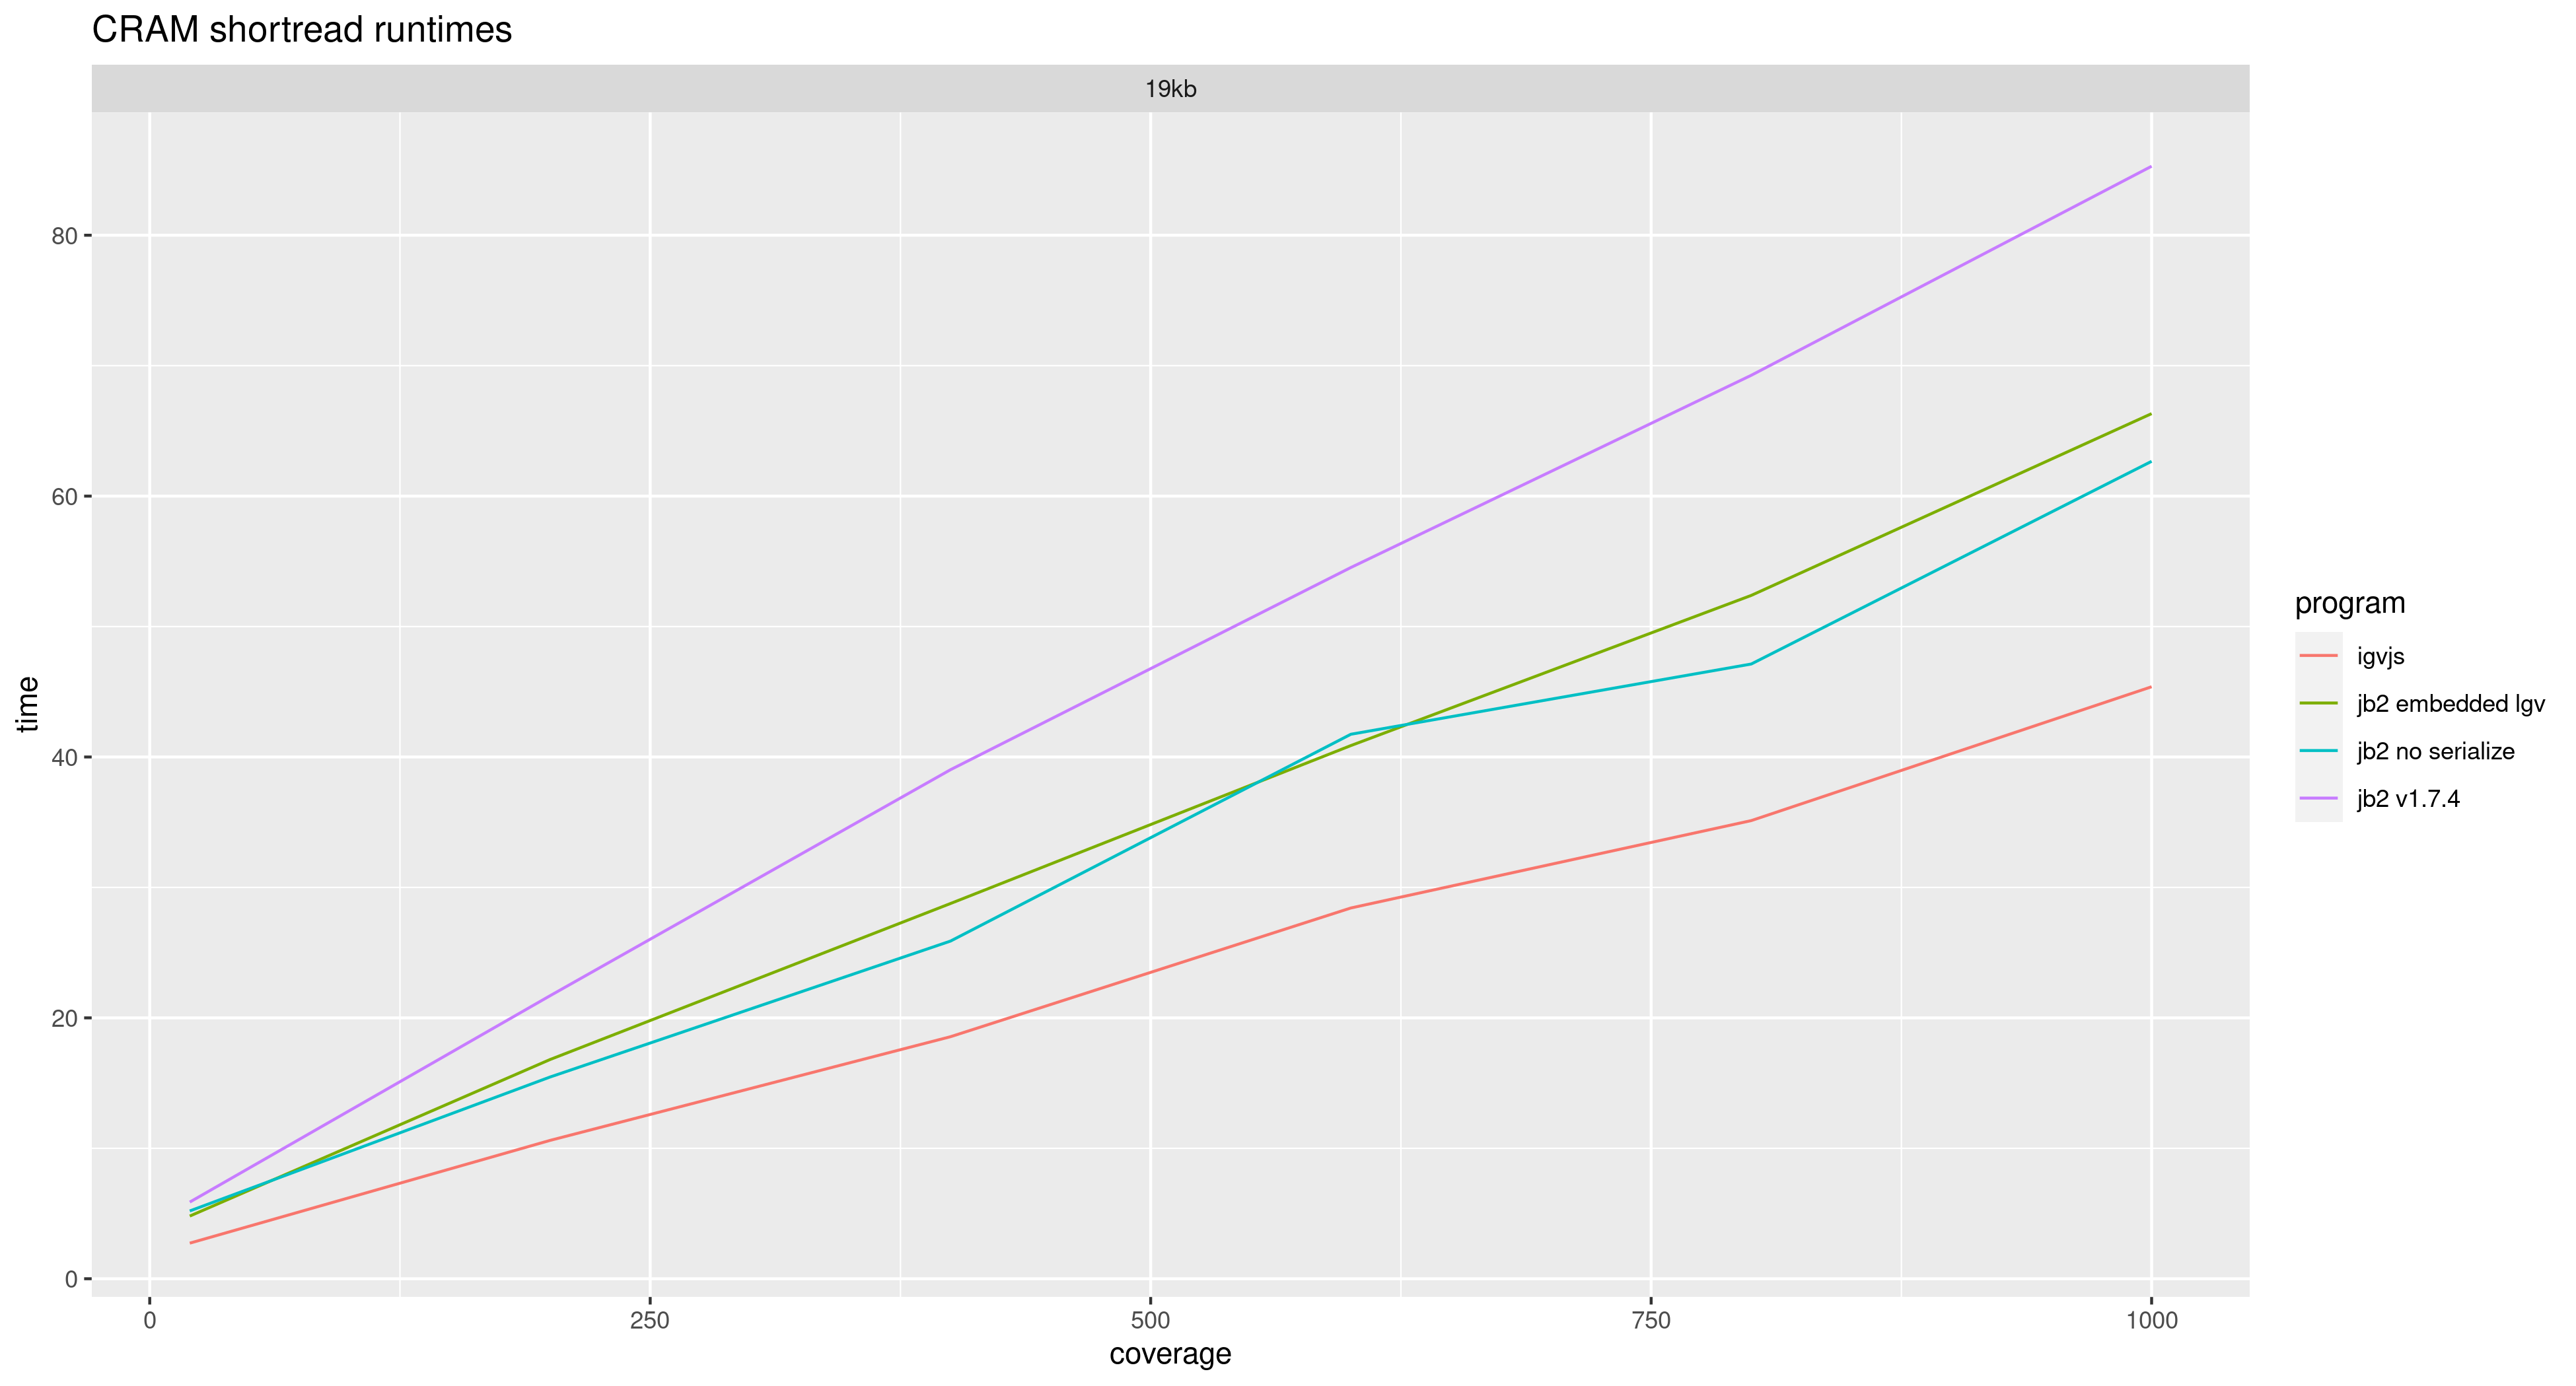 CRAM shortread runtimes
19kb
time
80
60
40
20
0
0 250 500 750 1000
coverage
program
igvjs
jb2 embedded lgv
jb2 no serialize
jb2 v1.7.4